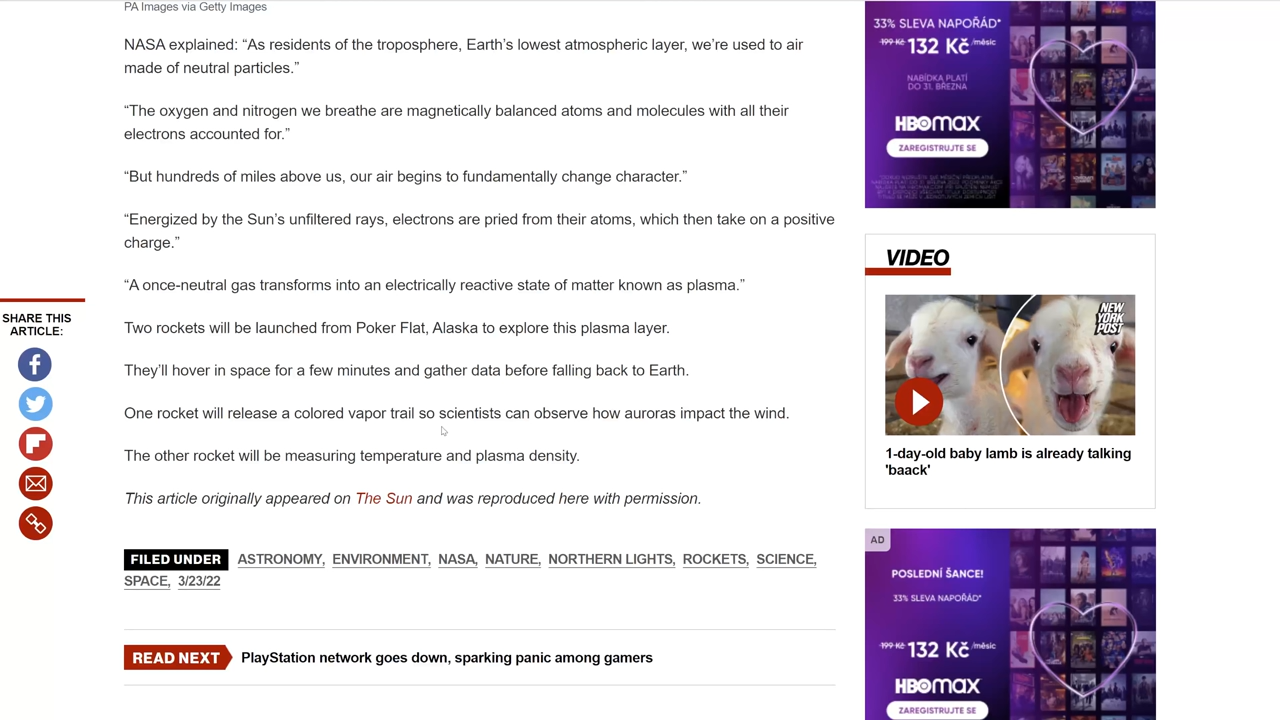 PA Images via Getty Images
NASA explained: “As residents of the troposphere, Earth’s lowest atmospheric layer, we’re used to air
made of neutral particles.”
“The oxygen and nitrogen we breathe are magnetically balanced atoms and molecules with all their
electrons accounted for.”
“But hundreds of miles above us, our air begins to fundamentally change character.”
“Energized by the Sun’s unfiltered rays, electrons are pried from their atoms, which then take on a positive
charge.”
“A once-neutral gas transforms into an electrically reactive state of matter known as plasma.”
Two rockets will be launched from Poker Flat, Alaska to explore this plasma layer.
They’ll hover in space for a few minutes and gather data before falling back to Earth.
One rocket will release a colored vapor trail so scientists can observe how auroras impact the wind.
The other rocket will be measuring temperature and plasma density.
This article originally appeared on The Sun and was reproduced here with permission.
FILED UNDER ASTRONOMY, ENVIRONMENT, NASA, NATURE, NORTHERN LIGHTS, ROCKETS, SCIENCE,
SPACE, 3/23/22
READ NEXT PlayStation network goes down, sparking panic among gamers
SHARE THIS
ARTICLE:
33% SLEVA NAPOŘÁD*
199 Kč 132 Kč/měsíc
NABÍDKA PLATÍ
DO 31. BŘEZNA
HBOMAX
ZAREGISTRUJTE SE
VIDEO
NEW
YORK
POST
1-day-old baby lamb is already talking
'baack'
AD
POSLEDNÍ ŠANCE!
33% SLEVA NAPOŘÁD*
199 Kč 132 Kč/měsíc
HBOMAX
ZAREGISTRUJTE SE